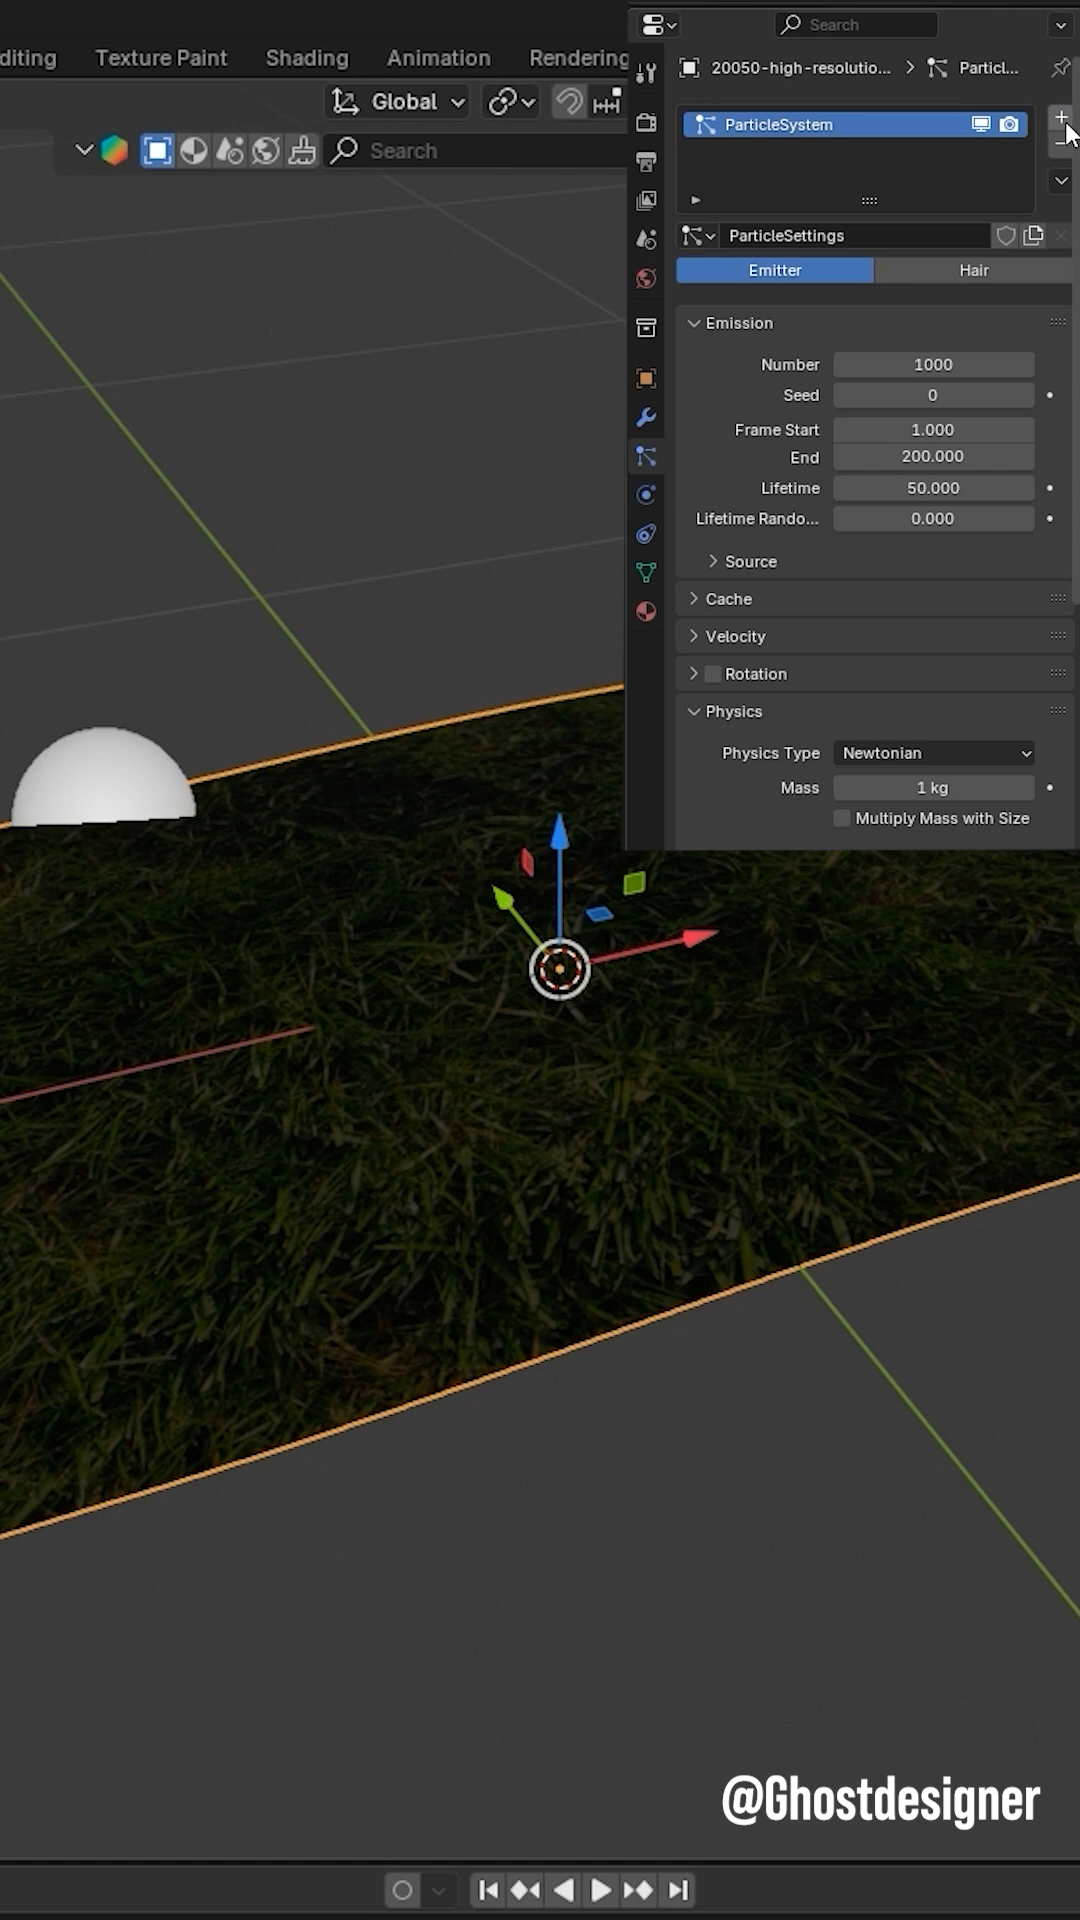 Search
diting Texture Paint Shading Animation Rendering
20050-high-resolutio... Particl...
Global
ParticleSystem
Search
ParticleSettings
Emitter Hair
Emission
Number 1000
Seed 0
Frame Start 1.000
End 200.000
Lifetime 50.000
Lifetime Rando... 0.000
Source
Cache
Velocity
Rotation
Physics
Physics Type Newtonian
Mass 1 kg
Multiply Mass with Size
@Ghostdesigner